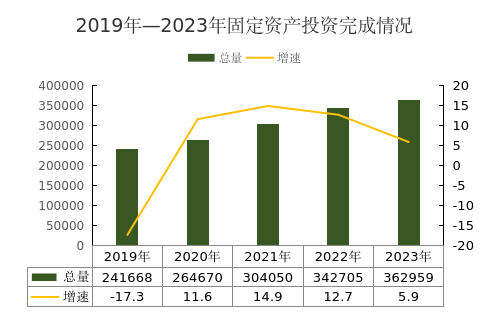 2019年—2023年固定资产投资完成情况
总量 增速
400000 20
350000 15
300000 10
250000 5
200000 0
150000 -5
100000 -10
50000 -15
0 -20
2019年 2020年 2021年 2022年 2023年
总量 241668 264670 304050 342705 362959
增速 -17.3 11.6 14.9 12.7 5.9